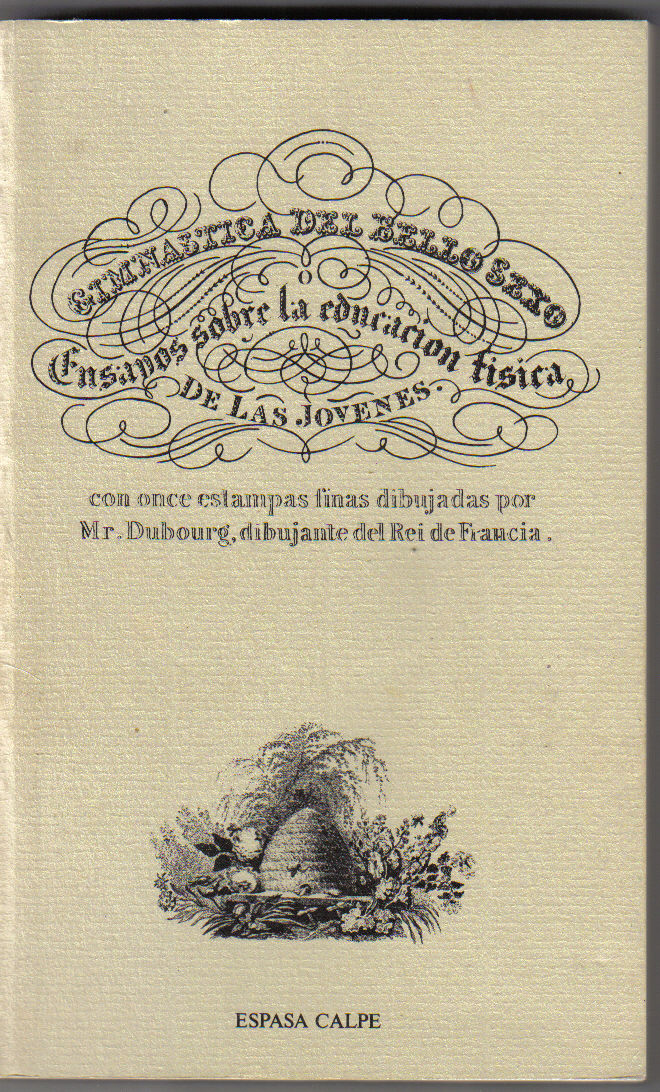 GIMNASTICA DEL BELLO SEXO
Ó
Ensayos sobre la educacion fisica
DE LAS JOVENES.
con once estampas finas dibujadas por
Mr. Dubourg, dibujante del Rei de Francia.
ESPASA CALPE